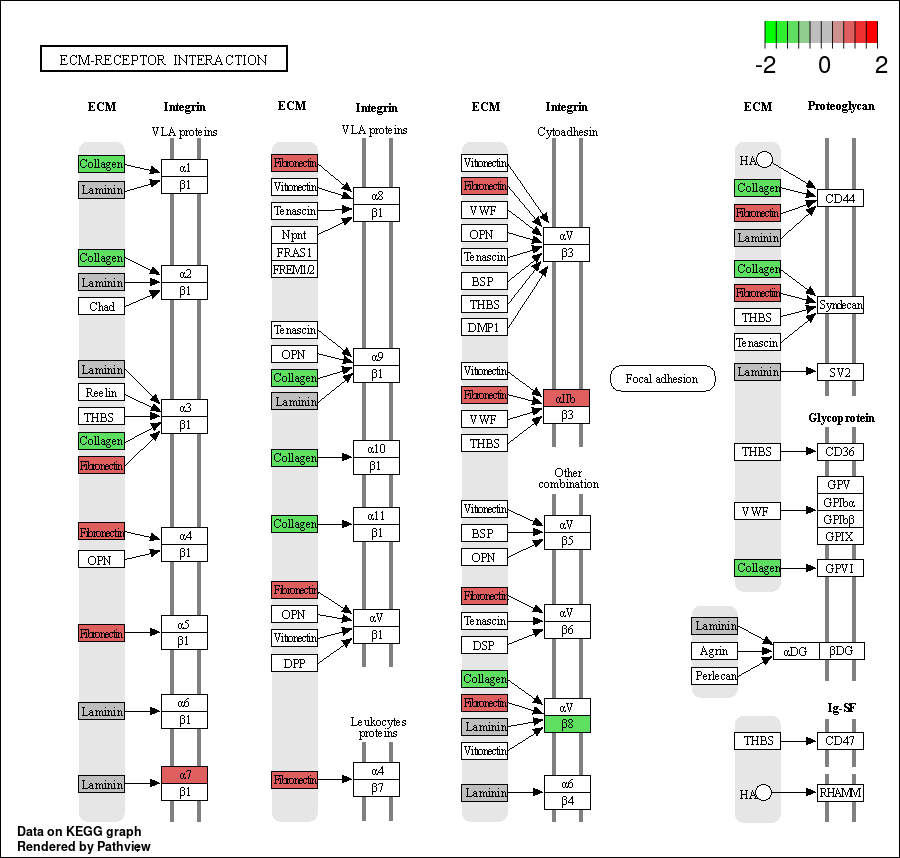 -2 0 2
ECM-RECEPTOR INTERACTION
ECM
Integrin
VLA proteins
Collagen
Laminin
α1
β1
Collagen
Laminin
Chad
α2
β1
Laminin
Reelin
THBS
Collagen
Fibronectin
α3
β1
Fibronectin
OPN
α4
β1
Fibronectin
α5
β1
Laminin
α6
β1
Laminin
α7
β1
ECM
Integrin
VLA proteins
Fibronectin
Vitronectin
Tenascin
Npnt
FRAS1
FREM1/2
α8
β1
Tenascin
OPN
Collagen
Laminin
α9
β1
Collagen
α10
β1
Collagen
α11
β1
Fibronectin
OPN
Vitronectin
DPP
αV
β1
Leukocytes
proteins
Fibronectin
α4
β7
ECM
Integrin
Cytoadhesin
Vitronectin
Fibronectin
VWF
OPN
Tenascin
BSP
THBS
DMP1
αV
β3
Vitronectin
Fibronectin
VWF
THBS
αIIb
β3
Other
combination
Vitronectin
BSP
OPN
αV
β5
Fibronectin
Tenascin
DSP
αV
β6
Collagen
Fibronectin
Laminin
Vitronectin
αV
β8
Laminin
α6
β4
Focal adhesion
ECM
Proteoglycan
HA
Collagen
Fibronectin
Laminin
CD44
Collagen
Fibronectin
THBS
Tenascin
Syndecan
Laminin
SV2
Glycoprotein
THBS
CD36
VWF
GPV
GPIbα
GPIbβ
GPIX
Collagen
GPVI
Laminin
Agrin
Perlecan
αDG
βDG
Ig-SF
THBS
CD47
HA
RHAMM
Data on KEGG graph
Rendered by Pathview